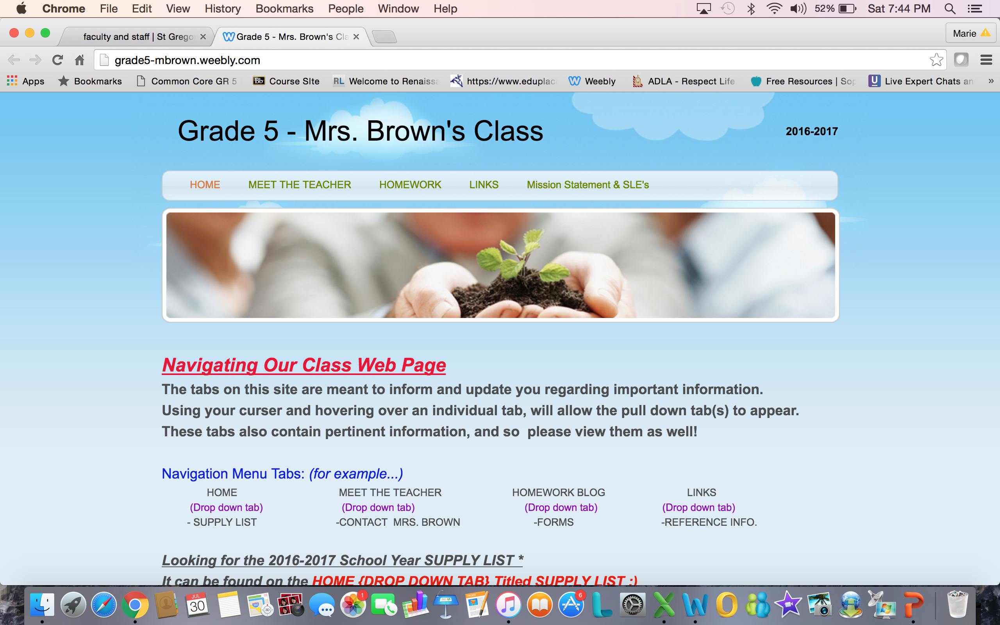 Chrome File Edit View History Bookmarks People Window Help 52% Sat 7:44 PM
faculty and staff | St Grego Grade 5 - Mrs. Brown's Cla Marie
grade5-mbrown.weebly.com
Apps Bookmarks Common Core GR 5 Bb Course SIte RL Welcome to Renaissa https://www.eduplac Weebly ADLA - Respect Life Free Resources | Sop U Live Expert Chats an »
Grade 5 - Mrs. Brown's Class
2016-2017
HOME MEET THE TEACHER HOMEWORK LINKS Mission Statement & SLE's
Navigating Our Class Web Page
The tabs on this site are meant to inform and update you regarding important information.
Using your curser and hovering over an individual tab, will allow the pull down tab(s) to appear.
These tabs also contain pertinent information, and so please view them as well!
Navigation Menu Tabs: (for example...)
HOME MEET THE TEACHER HOMEWORK BLOG LINKS
(Drop down tab) (Drop down tab) (Drop down tab) (Drop down tab)
- SUPPLY LIST -CONTACT MRS. BROWN -FORMS -REFERENCE INFO.
Looking for the 2016-2017 School Year SUPPLY LIST *
It can be found on the HOME {DROP DOWN TAB} Titled SUPPLY LIST :)
JUL
30
280
3D
1
PAGES
6